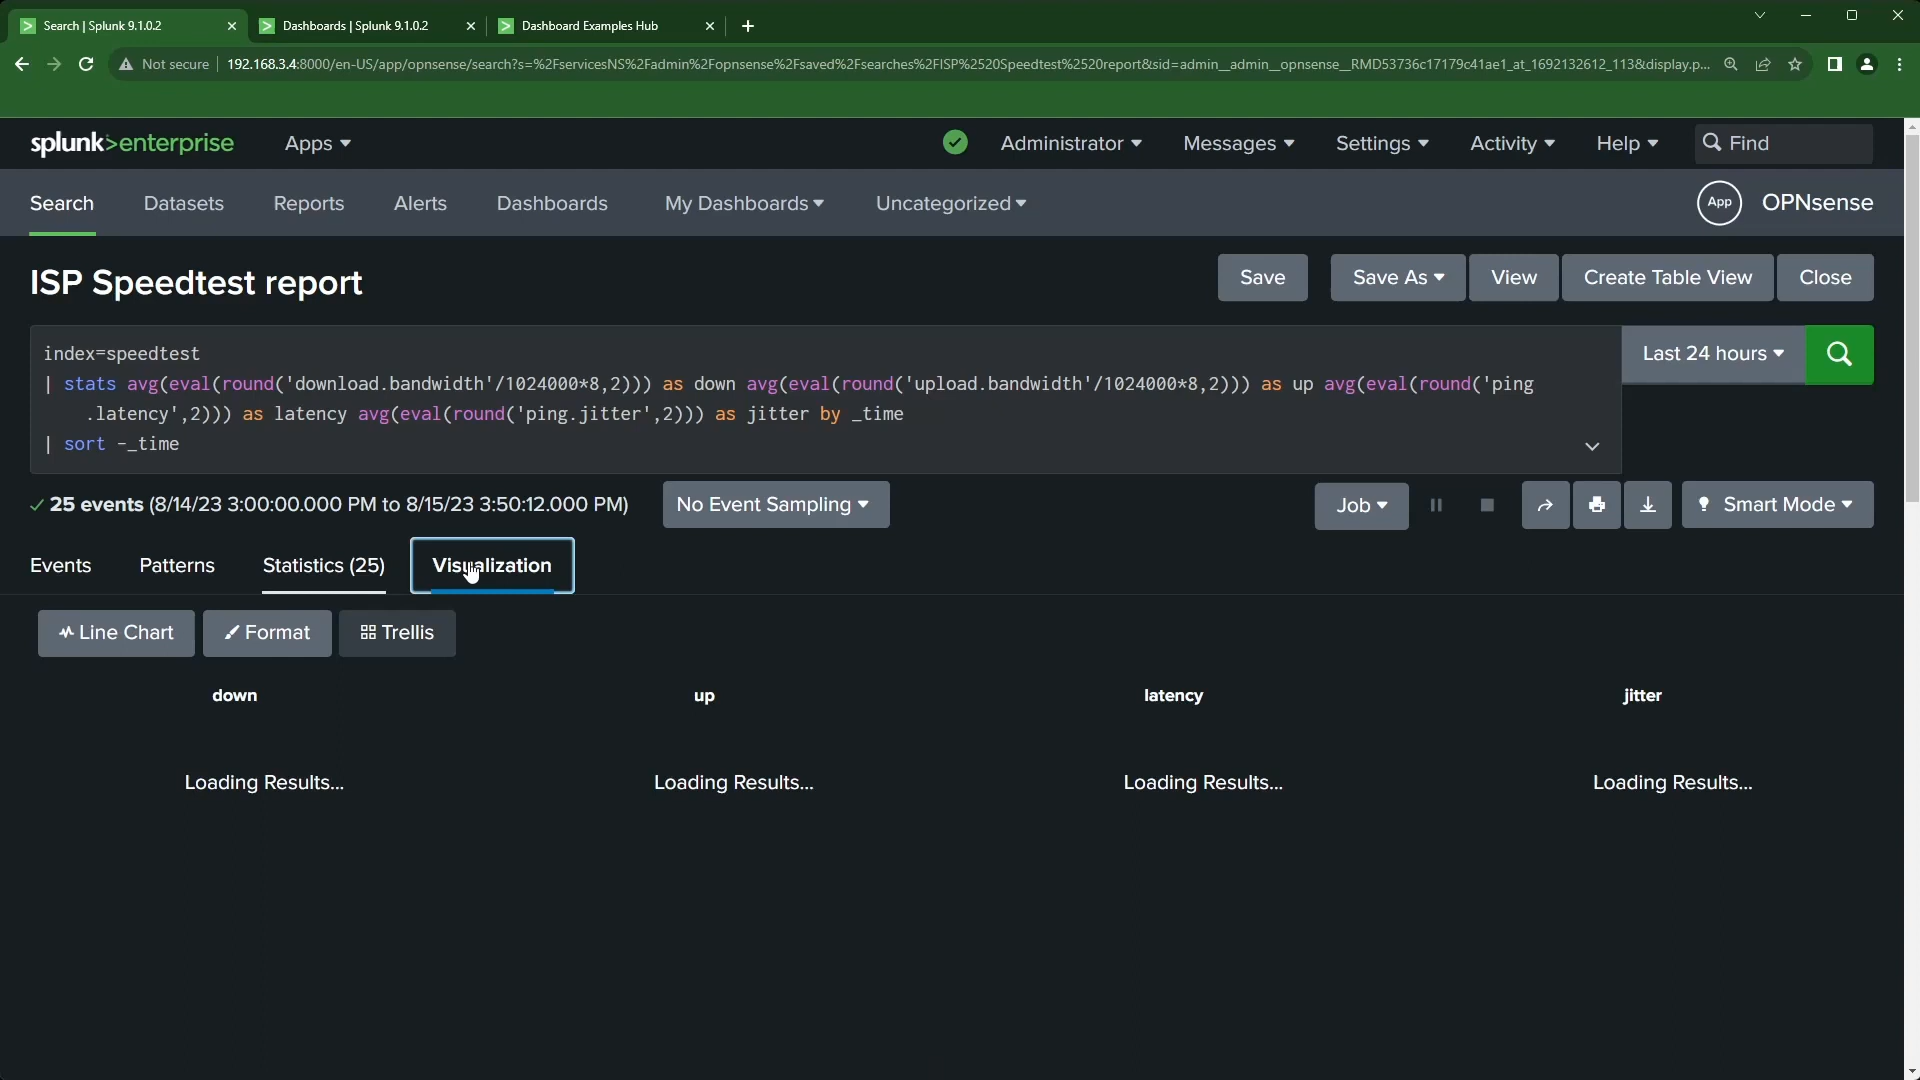 Search | Splunk 9.1.0.2
Dashboards | Splunk 9.1.0.2
Dashboard Examples Hub
Not secure
192.168.3.4:8000/en-US/app/opnsense/search?s=%2FservicesNS%2Fadmin%2Fopnsense%2Fsaved%2Fsearches%2FISP%2520Speedtest%2520report&sid=admin__admin__opnsense__RMD53736c17179c41ae1_at_1692132612_113&display.p...
splunk>enterprise
Apps
Administrator
Messages
Settings
Activity
Help
Find
Search
Datasets
Reports
Alerts
Dashboards
My Dashboards
Uncategorized
App
OPNsense
ISP Speedtest report
Save
Save As
View
Create Table View
Close
index=speedtest
| stats avg(eval(round('download.bandwidth'/1024000*8,2))) as down avg(eval(round('upload.bandwidth'/1024000*8,2))) as up avg(eval(round('ping
.latency',2))) as latency avg(eval(round('ping.jitter',2))) as jitter by _time
| sort -_time
Last 24 hours
25 events (8/14/23 3:00:00.000 PM to 8/15/23 3:50:12.000 PM)
No Event Sampling
Job
Smart Mode
Events
Patterns
Statistics (25)
Visualization
Line Chart
Format
Trellis
down
up
latency
jitter
Loading Results...
Loading Results...
Loading Results...
Loading Results...